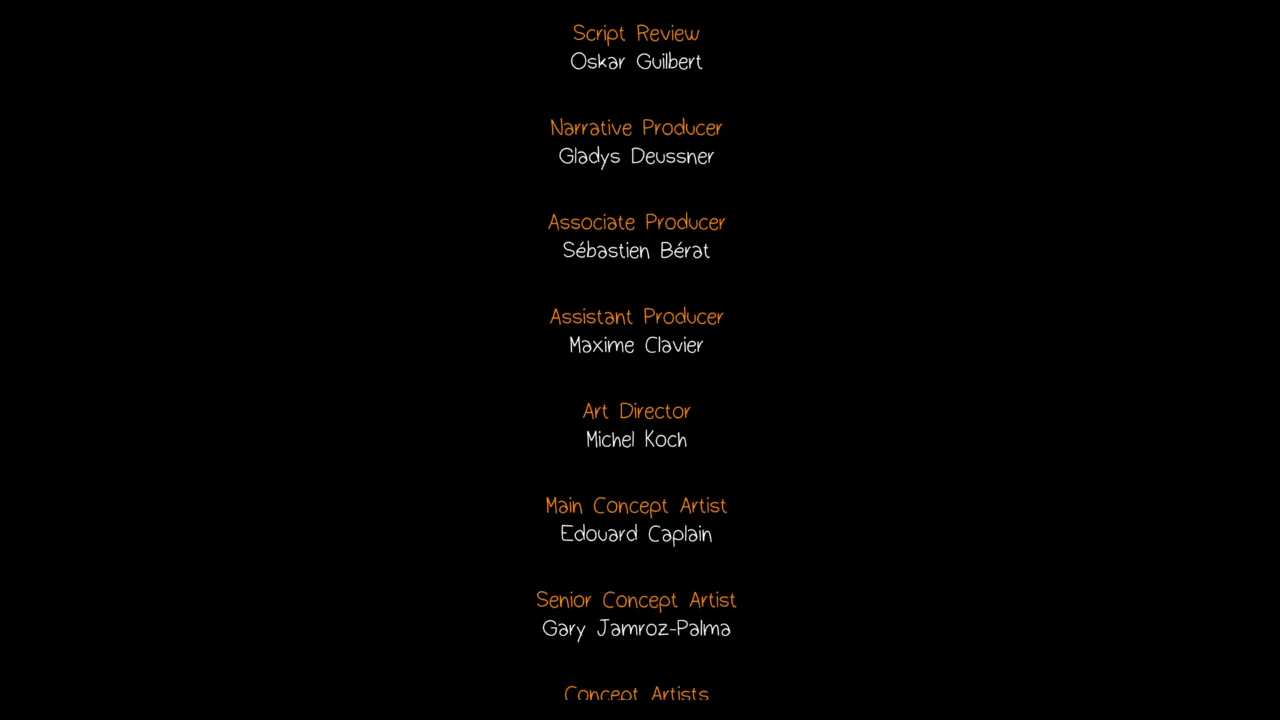 Script Review
Oskar Guilbert
Narrative Producer
Gladys Deussner
Associate Producer
Sébastien Bérat
Assistant Producer
Maxime Clavier
Art Director
Michel Koch
Main Concept Artist
Edouard Caplain
Senior Concept Artist
Gary Jamroz-Palma
Concept Artists